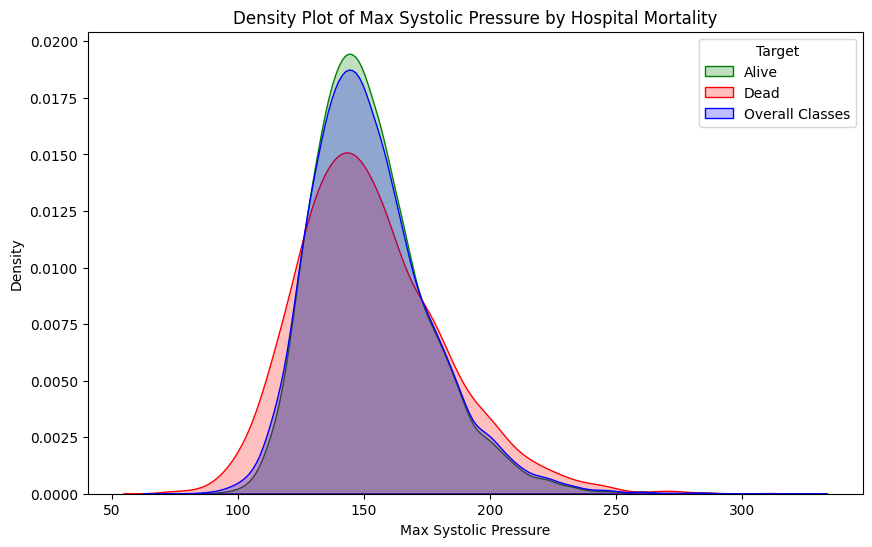 Density Plot of Max Systolic Pressure by Hospital Mortality
Target
Alive
Dead
Overall Classes
Density
0.0200
0.0175
0.0150
0.0125
0.0100
0.0075
0.0050
0.0025
0.0000
50 100 150 200 250 300
Max Systolic Pressure